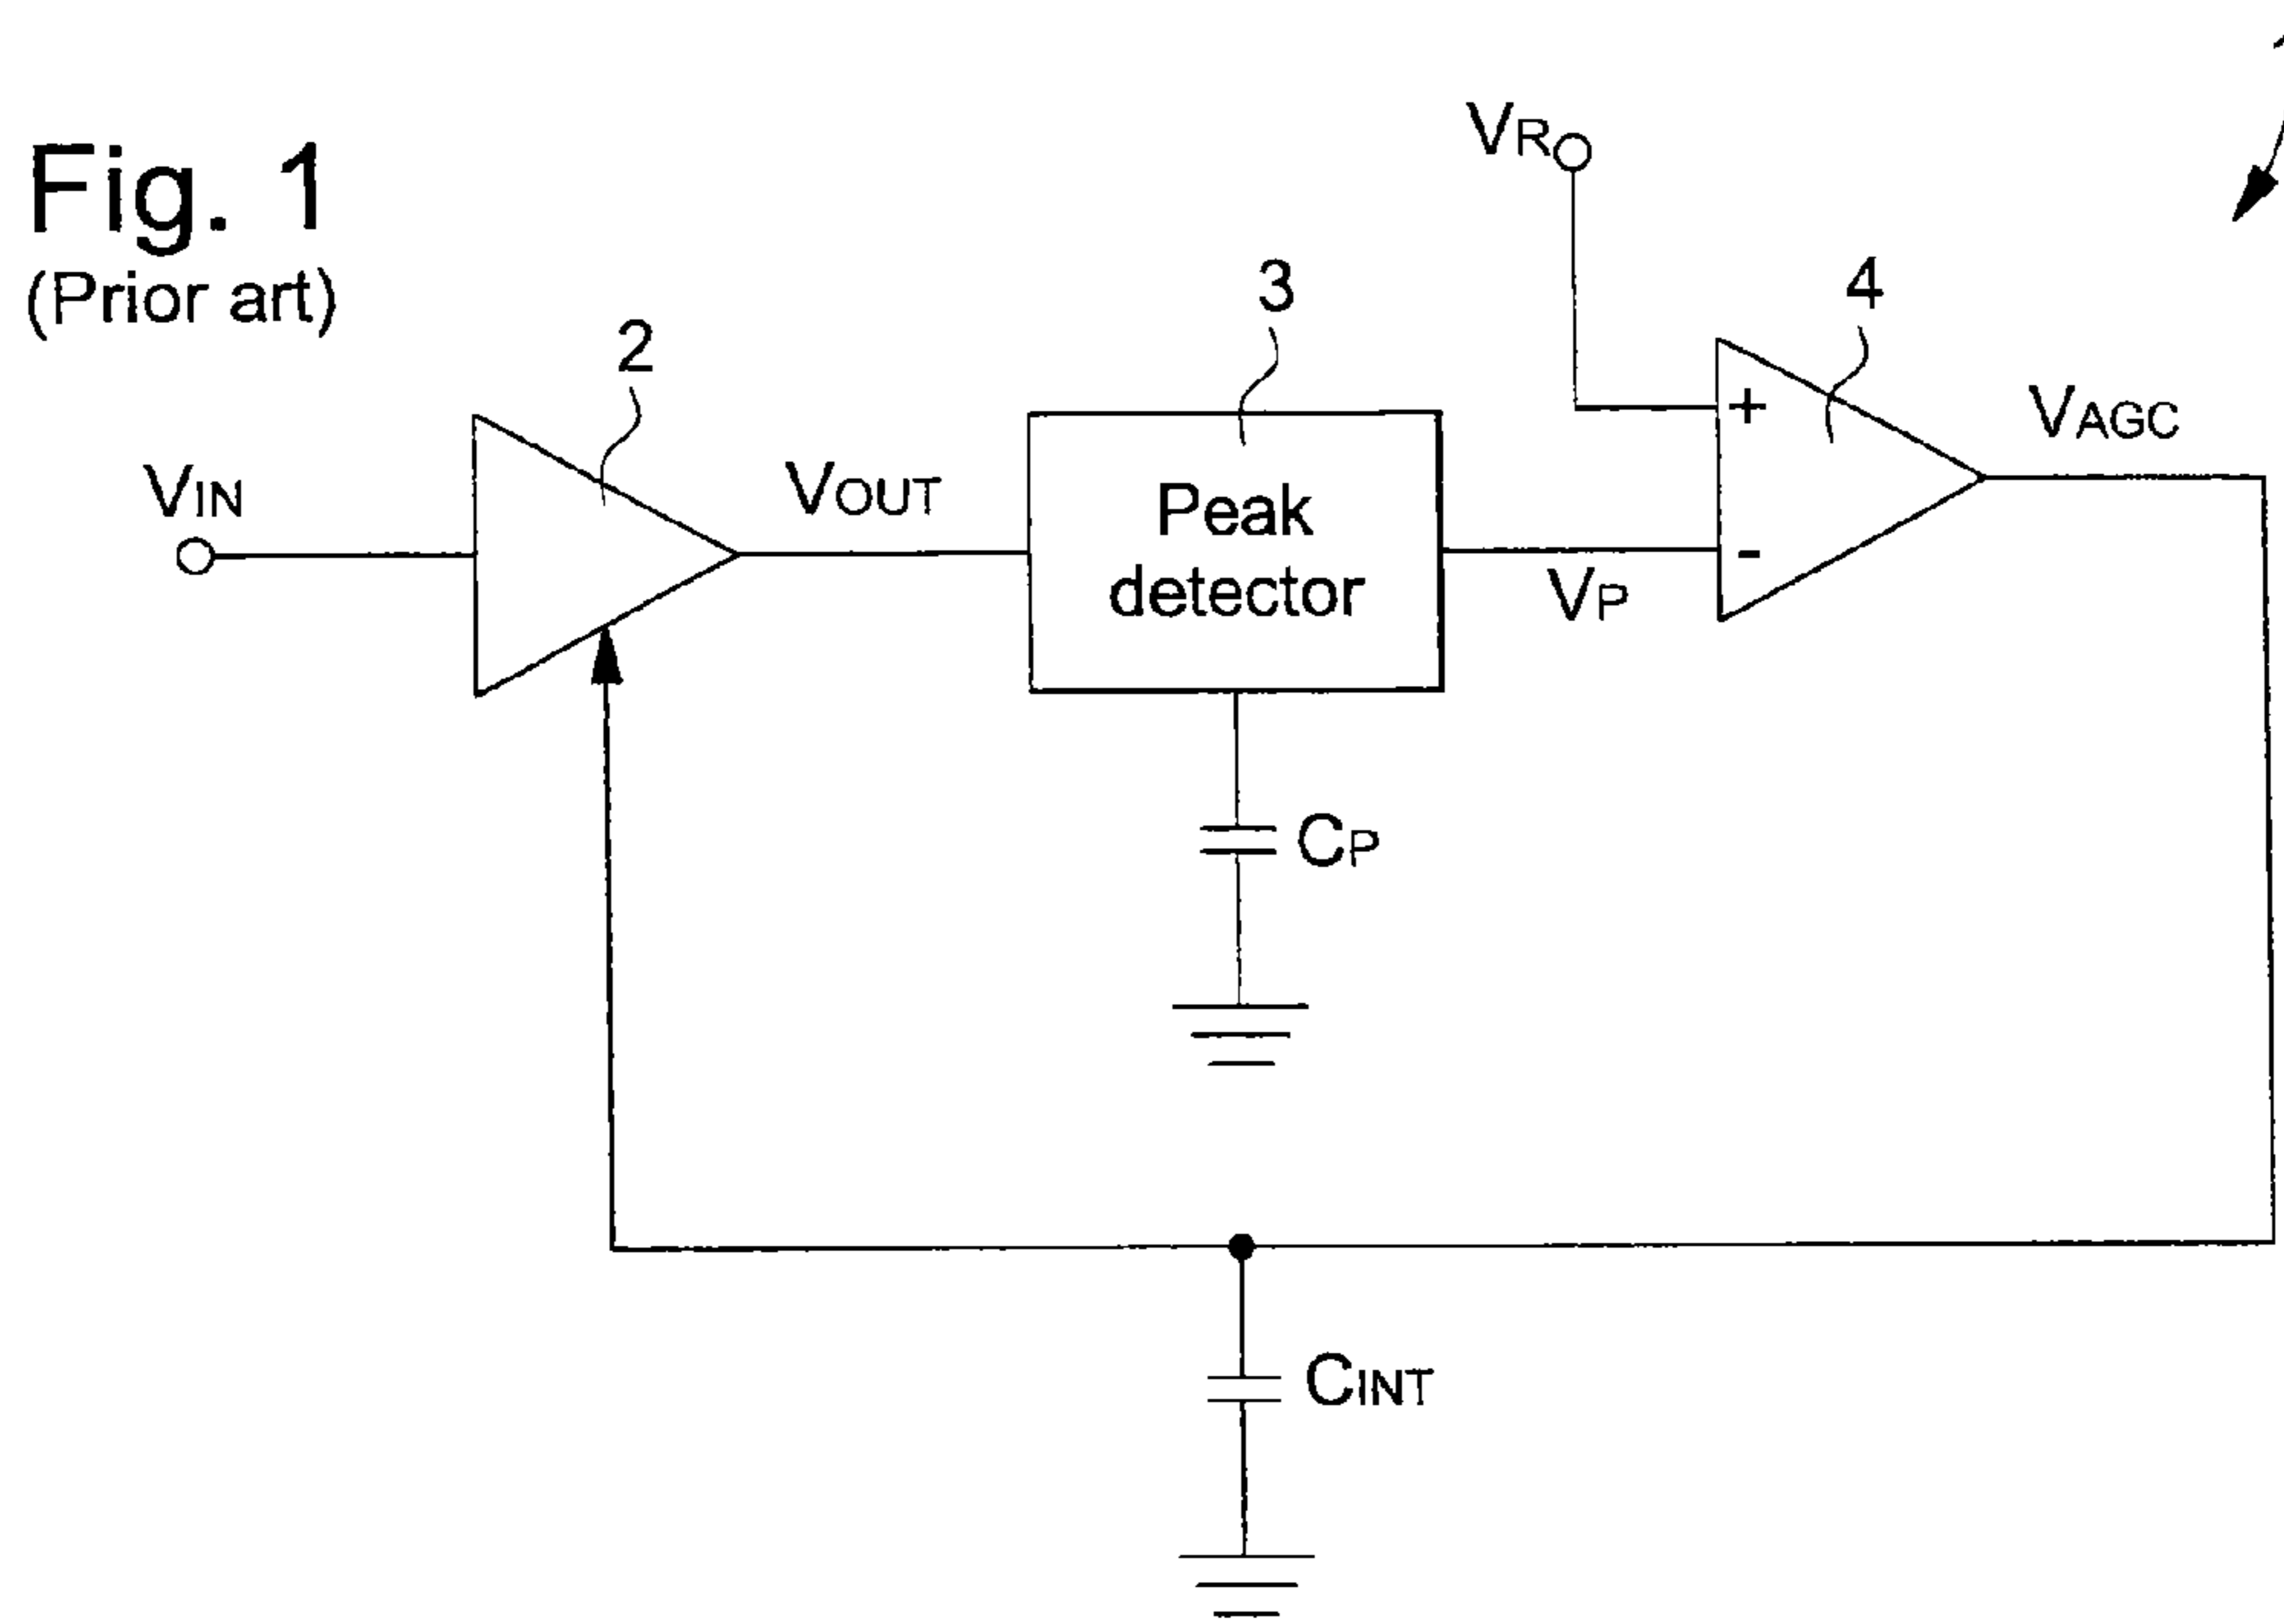 Fig. 1
(Prior art)
VR
3
4
2
VAGC
VIN
VOUT
Peak
detector
+
-
VP
CP
CINT